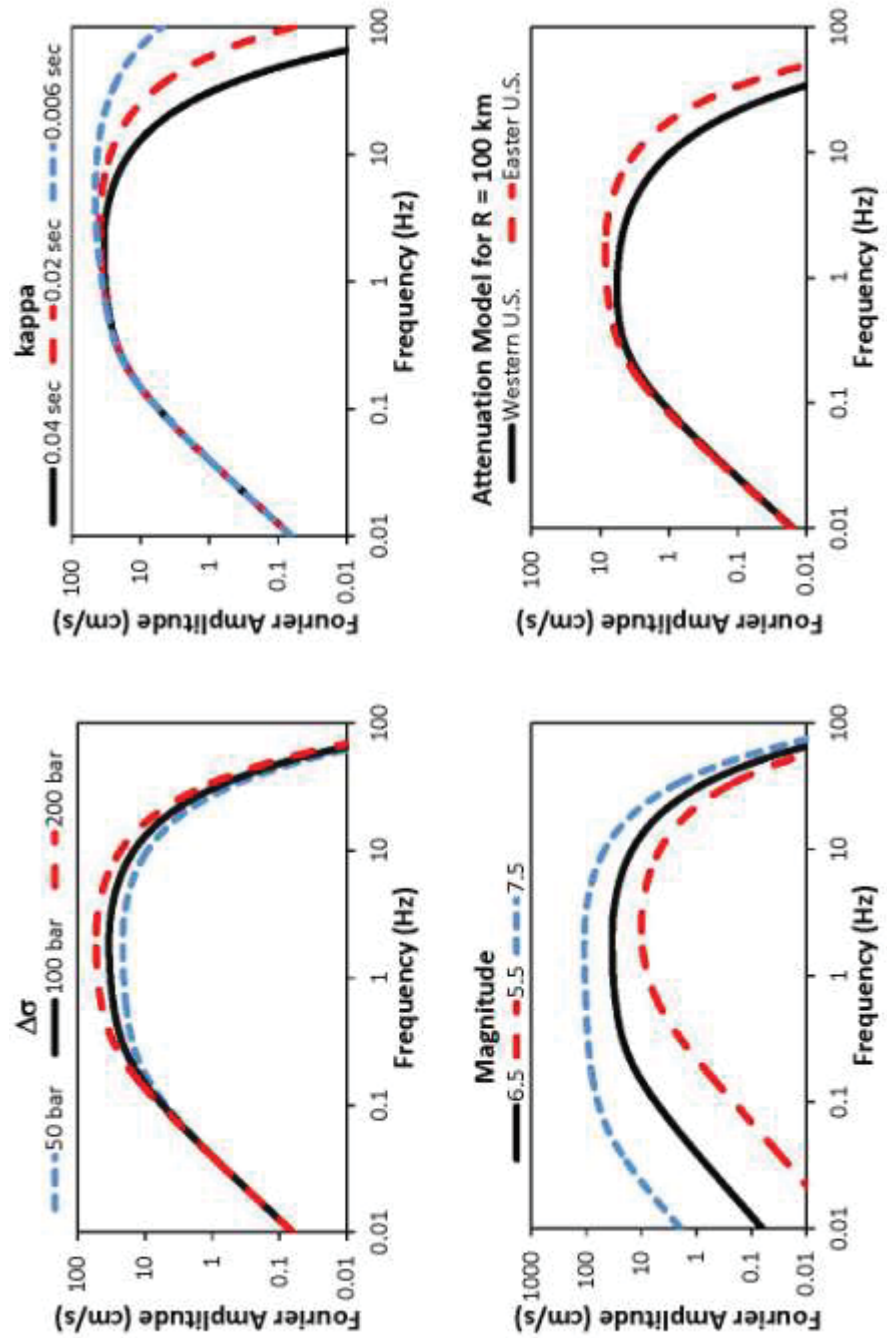 Δσ
50 bar 100 bar 200 bar
Fourier Amplitude (cm/s)
100
10
1
0.1
0.01
0.01 0.1 1 10 100
Frequency (Hz)
kappa
0.04 sec 0.02 sec 0.006 sec
Fourier Amplitude (cm/s)
100
10
1
0.1
0.01
0.01 0.1 1 10 100
Frequency (Hz)
Magnitude
6.5 5.5 7.5
Fourier Amplitude (cm/s)
1000
100
10
1
0.1
0.01
0.01 0.1 1 10 100
Frequency (Hz)
Attenuation Model for R = 100 km
Western U.S. Easter U.S.
Fourier Amplitude (cm/s)
10
1
0.1
0.01
0.01 0.1 1 10 100
Frequency (Hz)